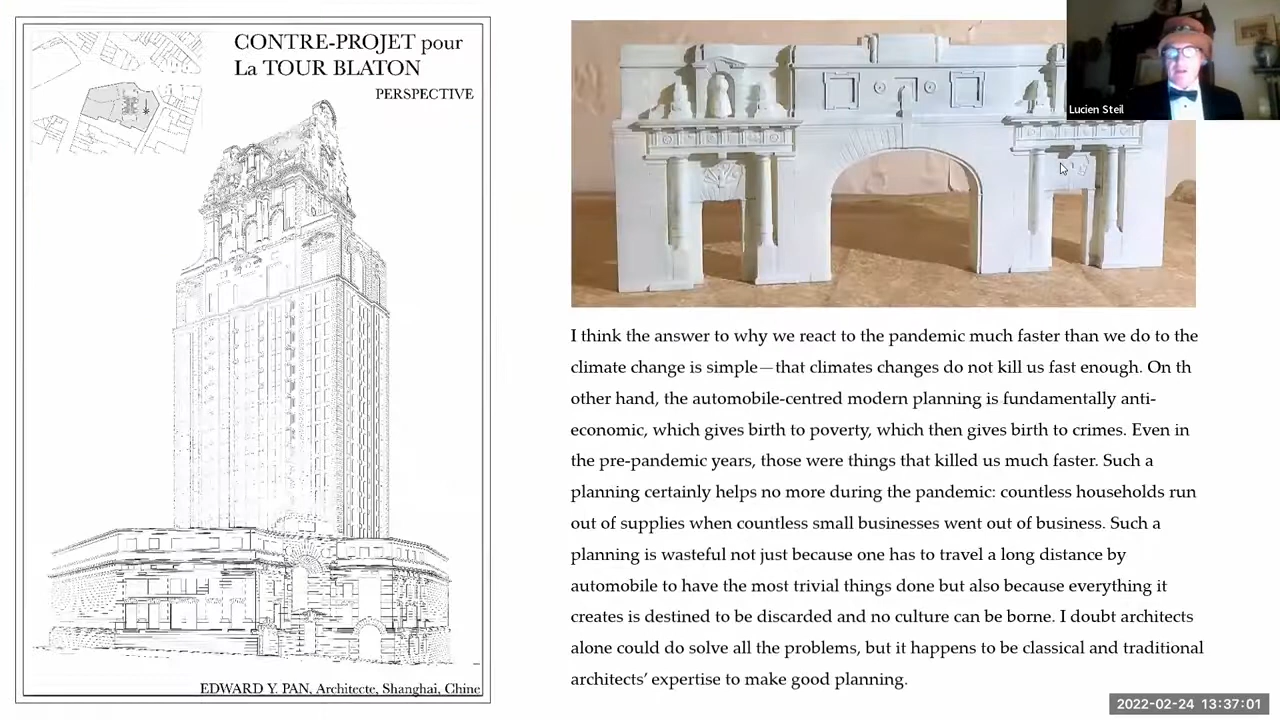 CONTRE-PROJET pour
La TOUR BLATON
PERSPECTIVE
EDWARD Y. PAN, Architecte, Shanghai, Chine
Lucien Steil
I think the answer to why we react to the pandemic much faster than we do to the
climate change is simple—that climates changes do not kill us fast enough. On th
other hand, the automobile-centred modern planning is fundamentally anti-
economic, which gives birth to poverty, which then gives birth to crimes. Even in
the pre-pandemic years, those were things that killed us much faster. Such a
planning certainly helps no more during the pandemic: countless households run
out of supplies when countless small businesses went out of business. Such a
planning is wasteful not just because one has to travel a long distance by
automobile to have the most trivial things done but also because everything it
creates is destined to be discarded and no culture can be borne. I doubt architects
alone could do solve all the problems, but it happens to be classical and traditional
architects’ expertise to make good planning.
2022-02-24 13:37:01